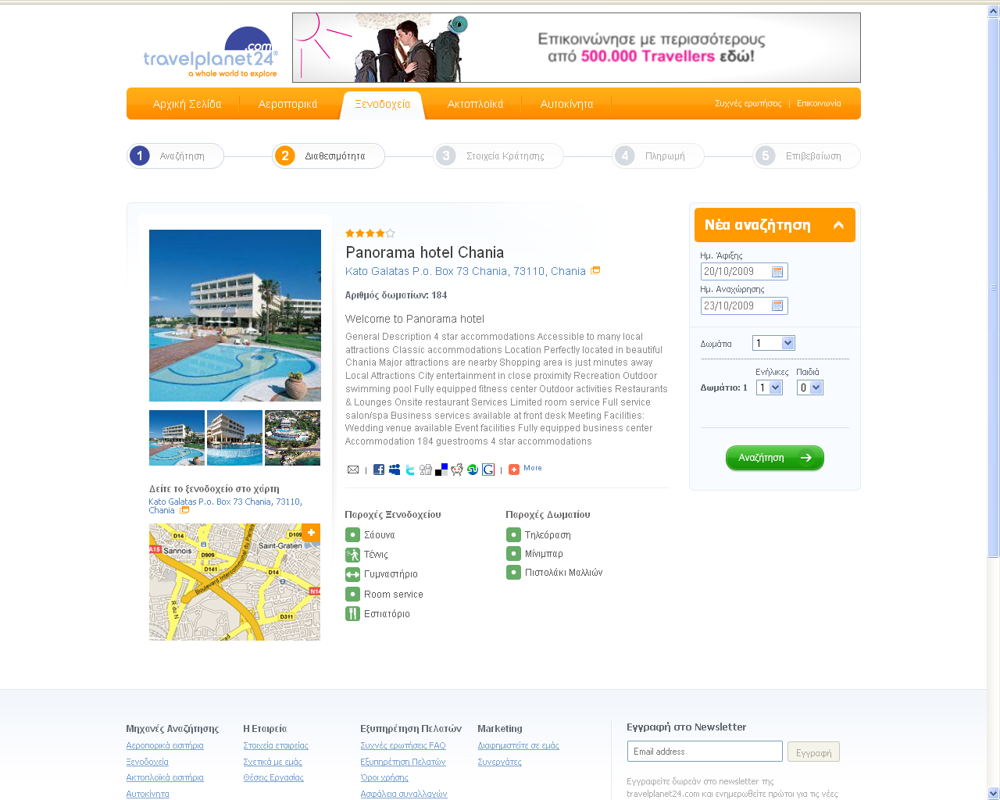 .com
travelplanet24®
a whole world to explore
Επικοινώνησε με περισσότερους
από 500.000 Travellers εδώ!
Αρχική Σελίδα
Αεροπορικά
Ξενοδοχεία
Ακτοπλοϊκά
Αυτοκίνητα
Συχνές ερωτήσεις | Επικοινωνία
1 Αναζήτηση
2 Διαθεσιμότητα
3 Στοιχεία Κράτησης
4 Πληρωμή
5 Επιβεβαίωση
Panorama hotel Chania
Kato Galatas P.o. Box 73 Chania, 73110, Chania
Αριθμός δωματίων: 184
Welcome to Panorama hotel
General Description 4 star accommodations Accessible to many local
attractions Classic accommodations Location Perfectly located in beautiful
Chania Major attractions are nearby Shopping area is just minutes away
Local Attractions City entertainment in close proximity Recreation Outdoor
swimming pool Fully equipped fitness center Outdoor activities Restaurants
& Lounges Onsite restaurant Services Limited room service Full service
salon/spa Business services available at front desk Meeting Facilities:
Wedding venue available Event facilities Fully equipped business center
Accommodation 184 guestrooms 4 star accommodations
| More
Παροχές Ξενοδοχείου
Σάουνα
Τέννις
Γυμναστήριο
Room service
Εστιατόριο
Παροχές Δωματίου
Τηλεόραση
Μίνιμπαρ
Πιστολάκι Μαλλιών
Δείτε το ξενοδοχείο στο χάρτη
Kato Galatas P.o. Box 73 Chania, 73110,
Chania
D14
D109
A15
Sannois
D909
Saint-Gratien
D141
D14
Boulevard Intercommunal du Parisis
N14
R du N
D311
Νέα αναζήτηση
Ημ. Άφιξης
20/10/2009
Ημ. Αναχώρησης
23/10/2009
Δωμάτια 1
Ενήλικες Παιδιά
Δωμάτιο: 1 1 0
Αναζήτηση
Μηχανές Αναζήτησης
Αεροπορικά εισιτήρια
Ξενοδοχεία
Ακτοπλοϊκά εισιτήρια
Αυτοκίνητα
Η Εταιρεία
Στοιχεία εταιρείας
Σχετικά με εμάς
Θέσεις Εργασίας
Εξυπηρέτηση Πελατών
Συχνές ερωτήσεις FAQ
Εξυπηρέτηση Πελατών
Όροι χρήσης
Ασφάλεια συναλλαγών
Marketing
Διαφημιστείτε σε εμάς
Συνεργάτες
Εγγραφή στο Newsletter
Email address
Εγγραφή
Εγγραφείτε δωρεάν στο newsletter της
travelplanet24.com και ενημερωθείτε πρώτοι για τις νέες